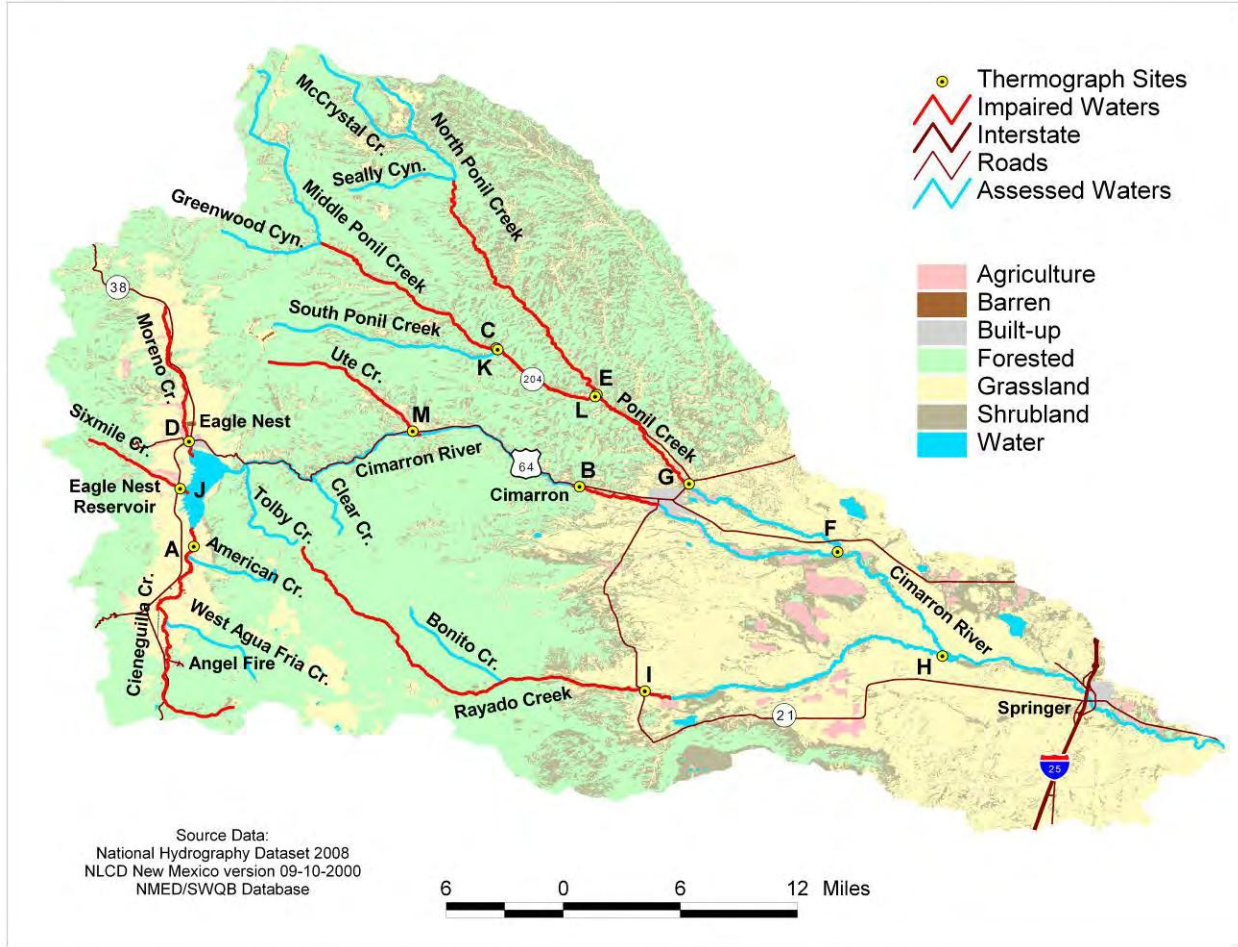 Thermograph Sites
Impaired Waters
Interstate
Roads
Assessed Waters
Agriculture
Barren
Built-up
Forested
Grassland
Shrubland
Water
McCrystal Cr.
North Ponil Creek
Seally Cyn.
Greenwood Cyn.
Middle Ponil Creek
38
Moreno Cr.
South Ponil Creek
C
K
Ute Cr.
204
E
L
Ponil Creek
Sixmile Cr.
D
Eagle Nest
M
Cimarron River
64
B
Cimarron
G
Eagle Nest
Reservoir
J
Tolby Cr.
Clear Cr.
F
A
American Cr.
Cieneguilla Cr.
West Agua Fria Cr.
Angel Fire
Bonito Cr.
Cimarron River
H
I
Rayado Creek
21
Springer
25
Source Data:
National Hydrography Dataset 2008
NLCD New Mexico version 09-10-2000
NMED/SWQB Database
6 0 6 12 Miles